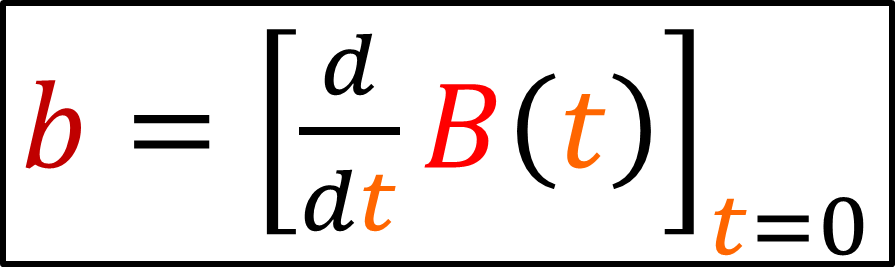 b = [d/dt B(t)]_{t=0}